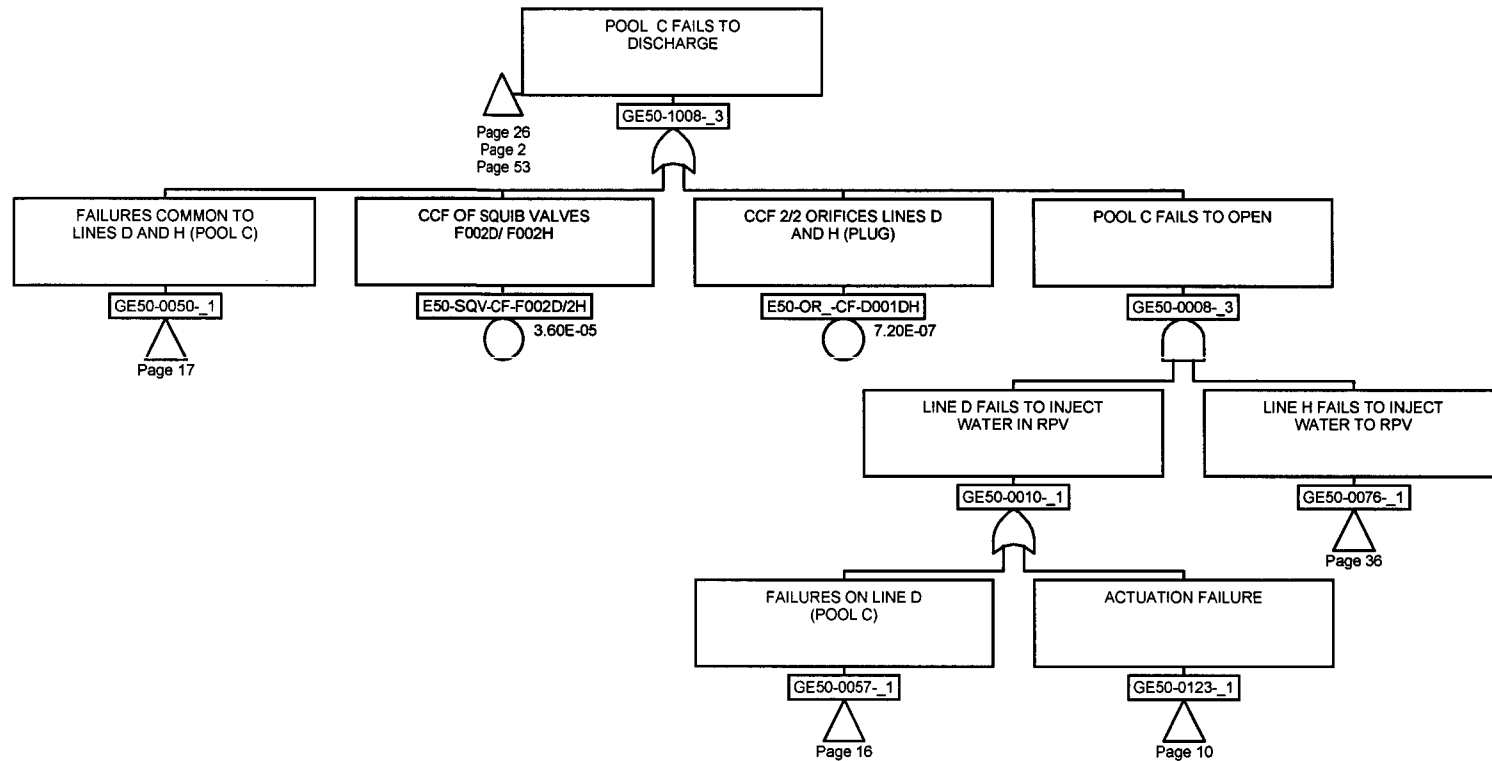 POOL C FAILS TO
DISCHARGE
GE50-1008-_3
Page 26
Page 2
Page 53
FAILURES COMMON TO
LINES D AND H (POOL C)
GE50-0050-_1
Page 17
CCF OF SQUIB VALVES
F002D/ F002H
E50-SQV-CF-F002D/2H
3.60E-05
CCF 2/2 ORIFICES LINES D
AND H (PLUG)
E50-OR_-CF-D001DH
7.20E-07
POOL C FAILS TO OPEN
GE50-0008-_3
LINE D FAILS TO INJECT
WATER IN RPV
GE50-0010-_1
LINE H FAILS TO INJECT
WATER TO RPV
GE50-0076-_1
Page 36
FAILURES ON LINE D
(POOL C)
GE50-0057-_1
Page 16
ACTUATION FAILURE
GE50-0123-_1
Page 10